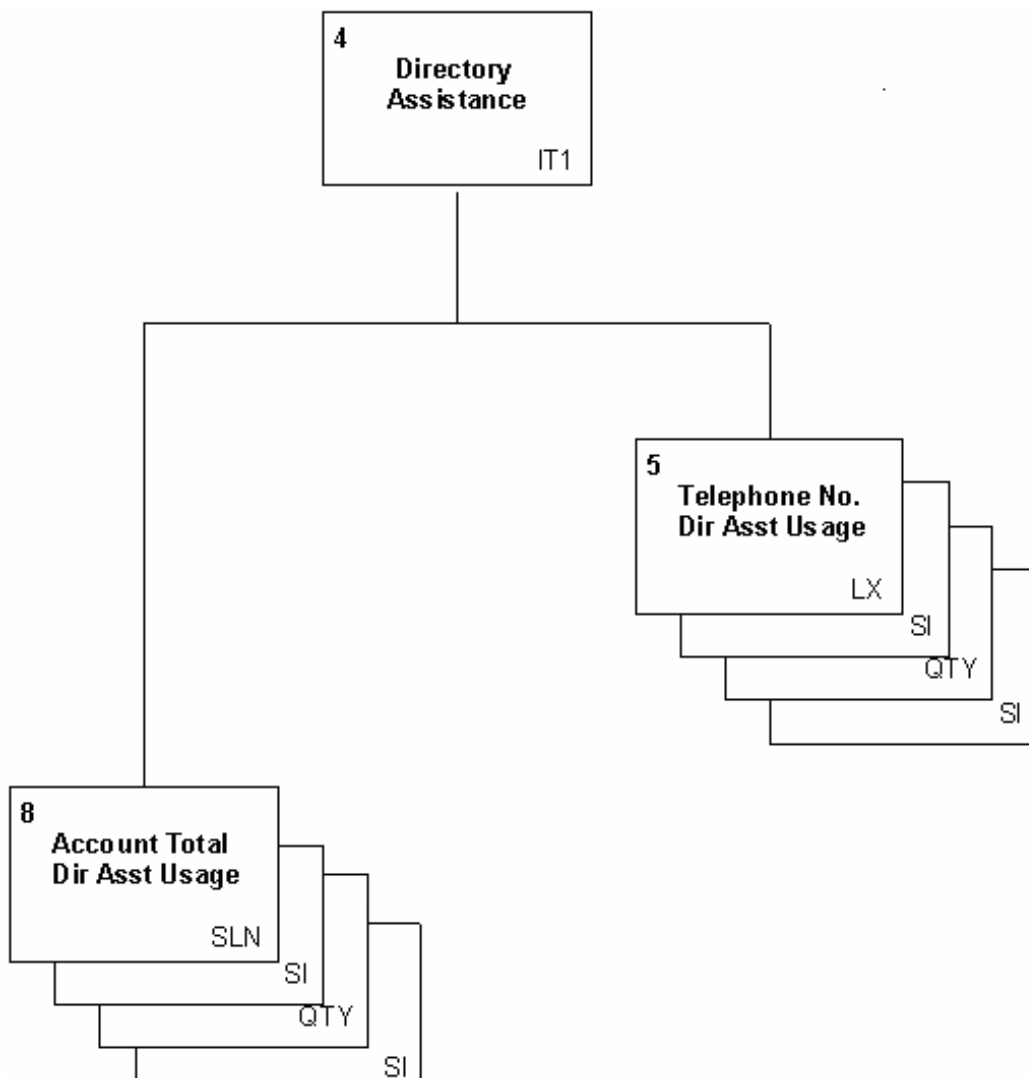 4
Directory
Assistance
IT1
5
Telephone No.
Dir Asst Usage
LX
SI
QTY
SI
8
Account Total
Dir Asst Usage
SLN
SI
QTY
SI